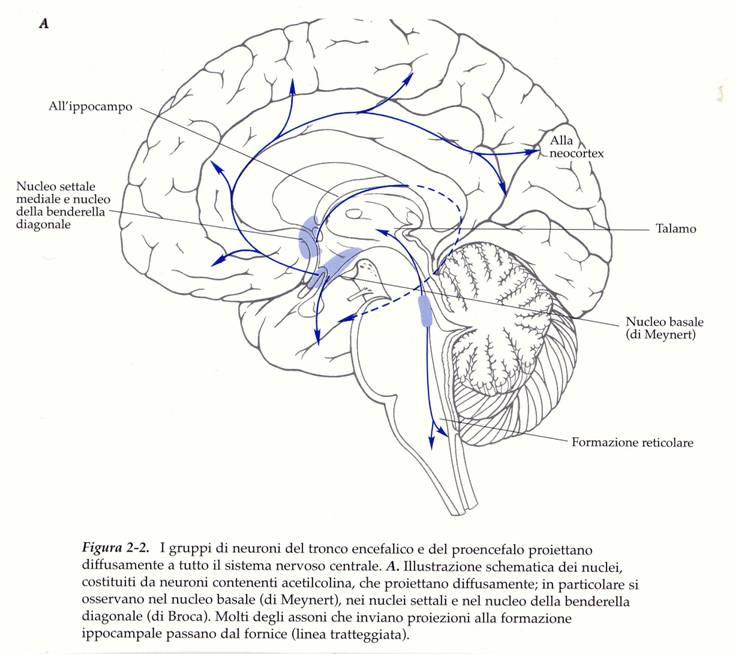 A
All'ippocampo
Alla
neocortex
Nucleo settale
mediale e nucleo
della benderella
diagonale
Talamo
Nucleo basale
(di Meynert)
Formazione reticolare
Figura 2-2. I gruppi di neuroni del tronco encefalico e del proencefalo proiettano
diffusamente a tutto il sistema nervoso centrale. A. Illustrazione schematica dei nuclei,
costituiti da neuroni contenenti acetilcolina, che proiettano diffusamente; in particolare si
osservano nel nucleo basale (di Meynert), nei nuclei settali e nel nucleo della benderella
diagonale (di Broca). Molti degli assoni che inviano proiezioni alla formazione
ippocampale passano dal fornice (linea tratteggiata).